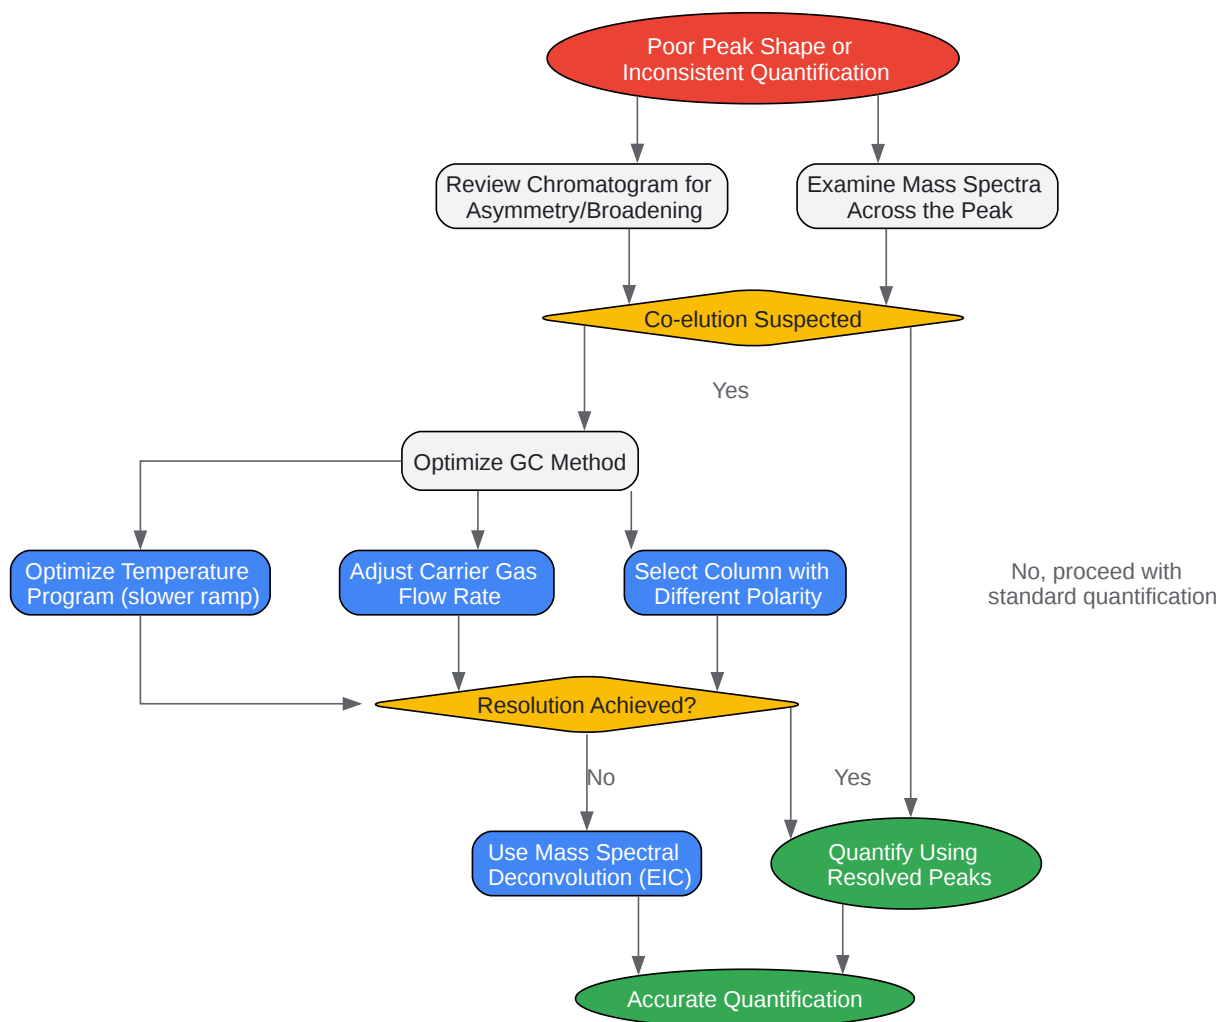 Poor Peak Shape or
Inconsistent Quantification
Review Chromatogram for
Asymmetry/Broadening
Examine Mass Spectra
Across the Peak
Co-elution Suspected
Yes
Optimize GC Method
Optimize Temperature
Program (slower ramp)
Adjust Carrier Gas
Flow Rate
Select Column with
Different Polarity
No, proceed with
standard quantification
Resolution Achieved?
No
Yes
Use Mass Spectral
Deconvolution (EIC)
Quantify Using
Resolved Peaks
Accurate Quantification